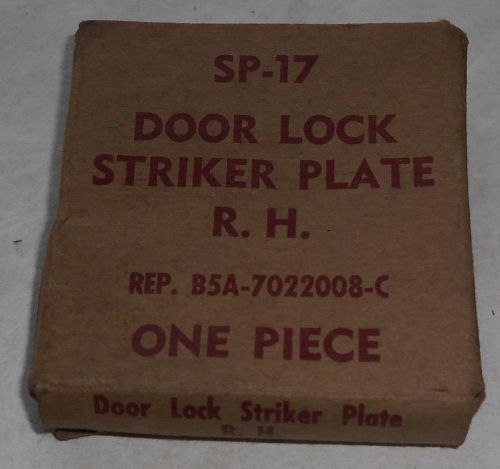 SP-17
DOOR LOCK
STRIKER PLATE
R. H.
REP. B5A-7022008-C
ONE PIECE
Door Lock Striker Plate
R. H.